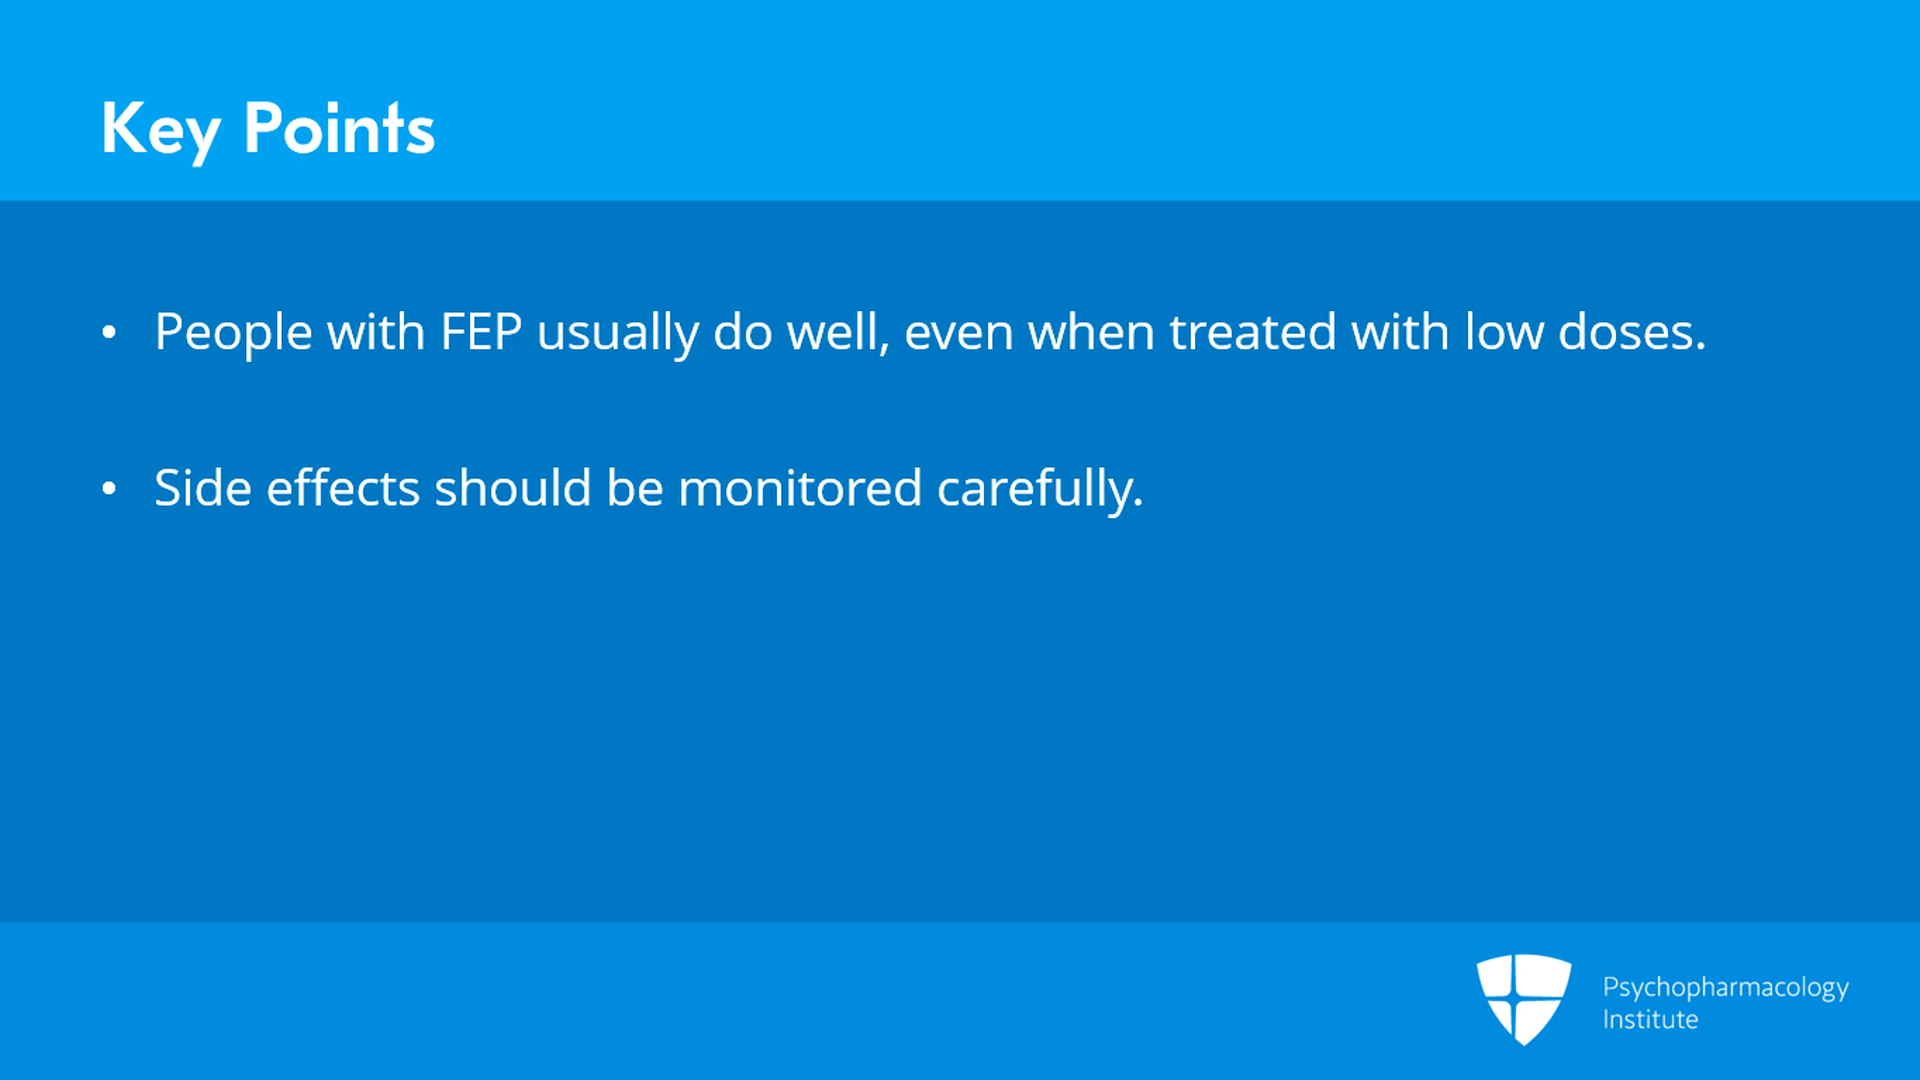 Key Points
• People with FEP usually do well, even when treated with low doses.
• Side effects should be monitored carefully.
Psychopharmacology
Institute